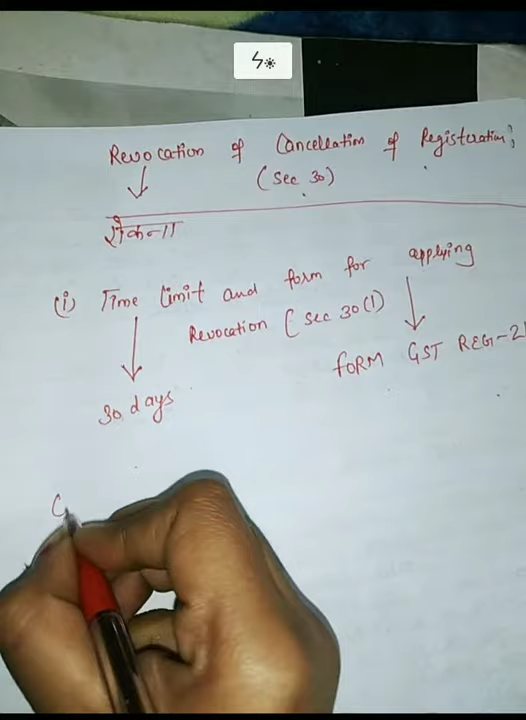 Revocation of Cancellation of Registration:
(Sec 30)
रोकना
(i) Time limit and form for applying
Revocation (Sec 30(1)
30 days
FORM GST REG-21
(